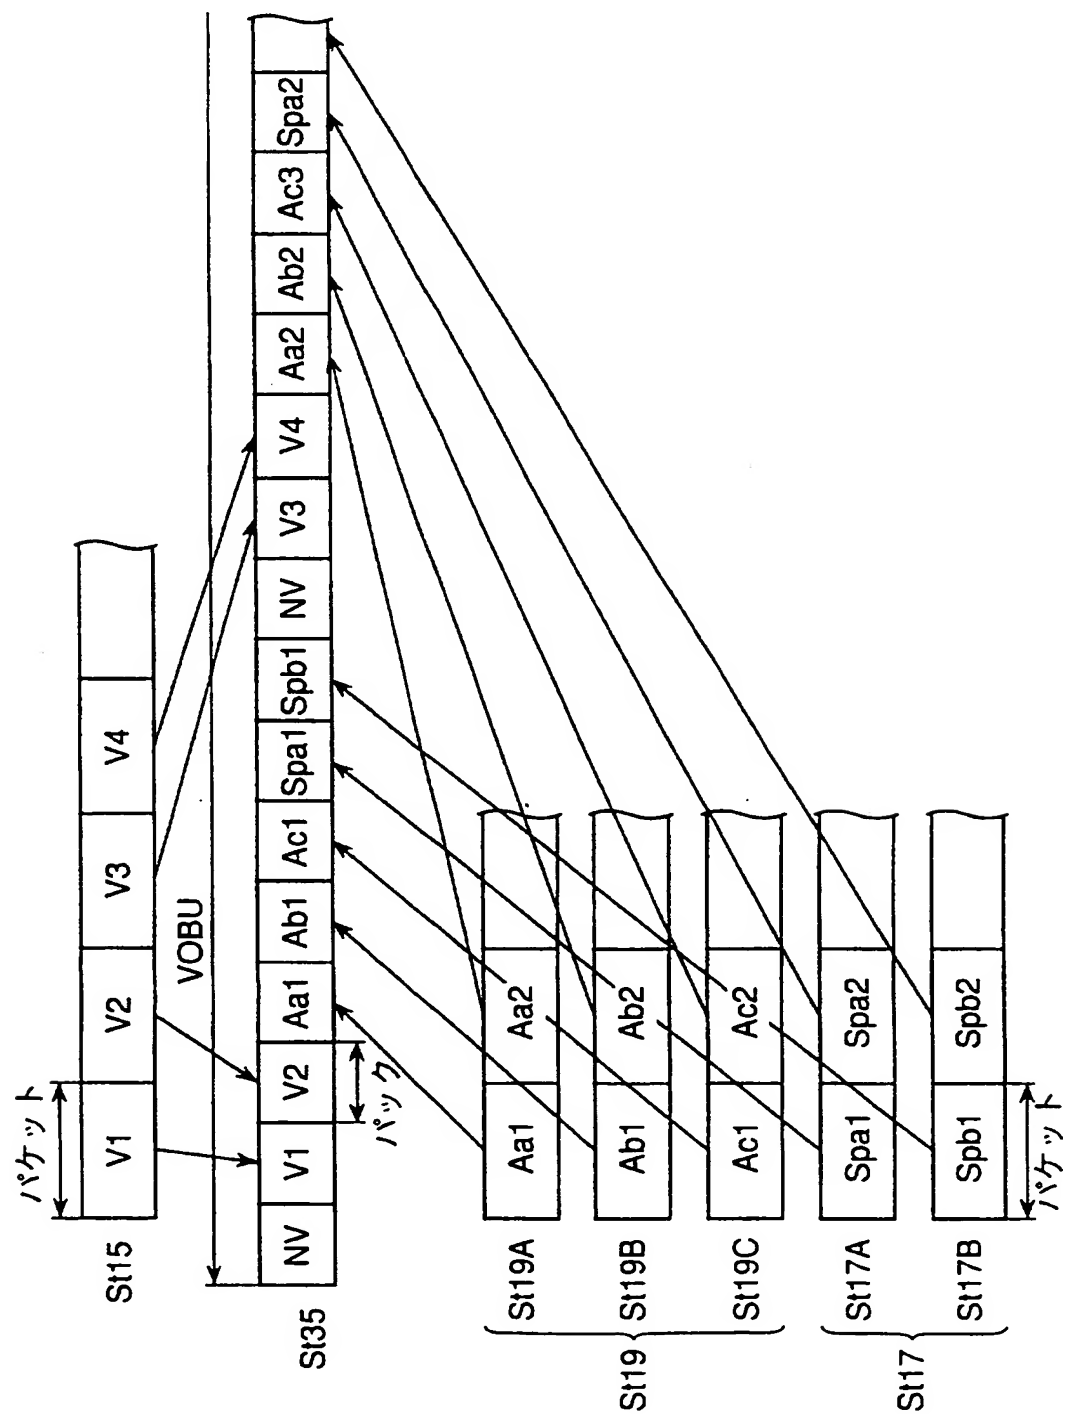 パケット
St15
V1
V2
V3
V4
VOBU
St35
NV
V1
V2
Aa1
Ab1
Ac1
Spa1
Spb1
NV
V3
V4
Aa2
Ab2
Ac3
Spa2
パック
St19
St19A
Aa1
Aa2
St19B
Ab1
Ab2
St19C
Ac1
Ac2
St17
St17A
Spa1
Spa2
St17B
Spb1
Spb2
パケット